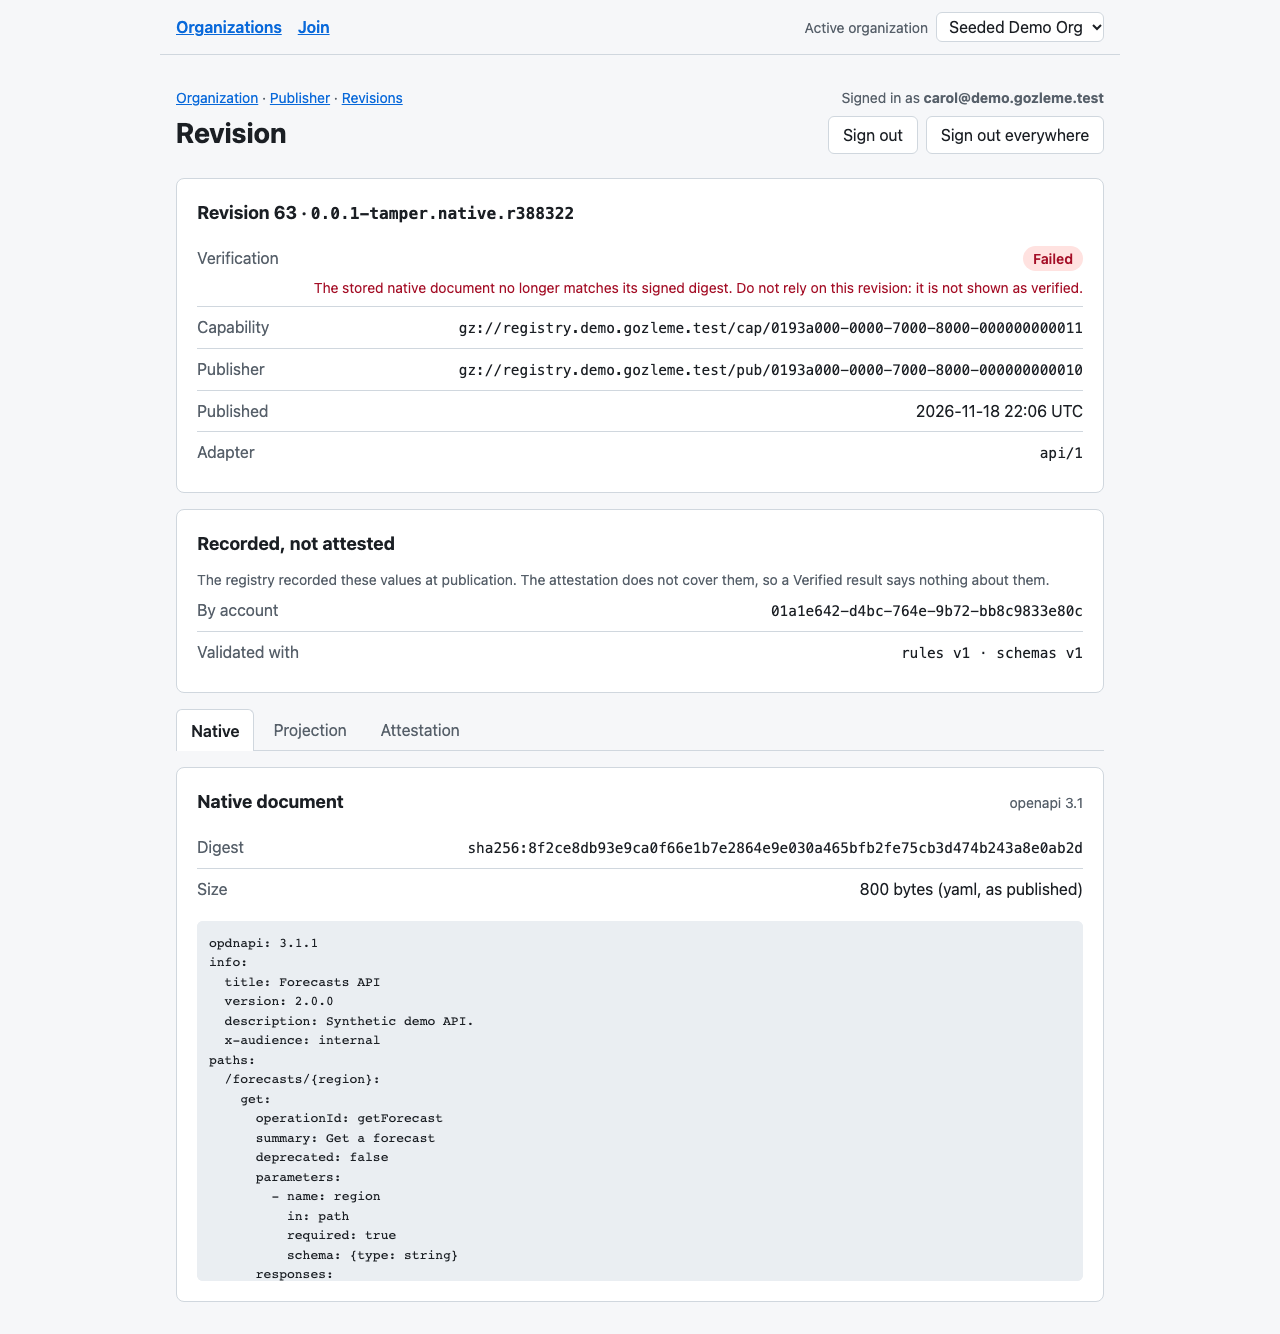 Organizations Join Active organization Seeded Demo Org
Organization · Publisher · Revisions Signed in as carol@demo.gozleme.test
Revision Sign out Sign out everywhere
Revision 63 · 0.0.1-tamper.native.r388322
Verification Failed
The stored native document no longer matches its signed digest. Do not rely on this revision: it is not shown as verified.
Capability gz://registry.demo.gozleme.test/cap/0193a000-0000-7000-8000-000000000011
Publisher gz://registry.demo.gozleme.test/pub/0193a000-0000-7000-8000-000000000010
Published 2026-11-18 22:06 UTC
Adapter api/1
Recorded, not attested
The registry recorded these values at publication. The attestation does not cover them, so a Verified result says nothing about them.
By account 01a1e642-d4bc-764e-9b72-bb8c9833e80c
Validated with rules v1 · schemas v1
Native Projection Attestation
Native document openapi 3.1
Digest sha256:8f2ce8db93e9ca0f66e1b7e2864e9e030a465bfb2fe75cb3d474b243a8e0ab2d
Size 800 bytes (yaml, as published)
opdnapi: 3.1.1
info:
  title: Forecasts API
  version: 2.0.0
  description: Synthetic demo API.
  x-audience: internal
paths:
  /forecasts/{region}:
    get:
      operationId: getForecast
      summary: Get a forecast
      deprecated: false
      parameters:
        - name: region
          in: path
          required: true
          schema: {type: string}
      responses: